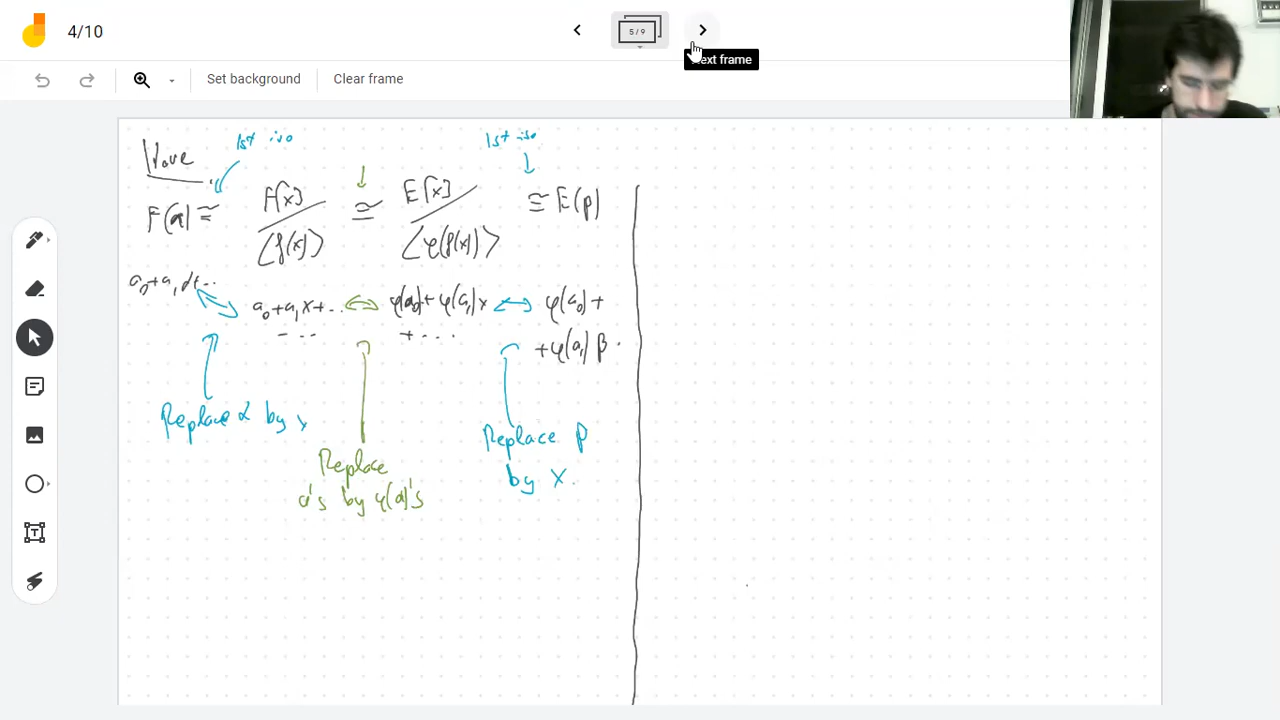 4/10
5 / 9
Next frame
Set background
Clear frame
Prove
1st iso
1st iso
F(α) ≅ F[x] / ⟨f(x)⟩ ≅ E[x] / ⟨φ(f(x))⟩ ≅ E(β)
a₀+a₁α+... a₀+a₁x+... φ(a₀)+φ(a₁)x φ(a₀)+
... +... +φ(a₁)β.
Replace α by x
Replace
a's by φ(a)'s
Replace β
by x.